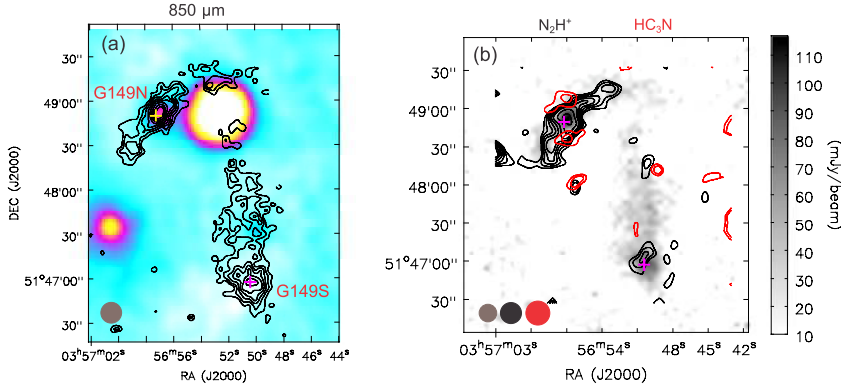 850 μm
(a)
G149N
G149S
30''
49'00''
30''
48'00''
30''
51°47'00''
30''
DEC (J2000)
03ʰ57ᵐ02ˢ 56ᵐ56ˢ 52ˢ 50ˢ 48ˢ 46ˢ 44ˢ
RA (J2000)
N₂H⁺ HC₃N
(b)
30''
49'00''
30''
48'00''
30''
51°47'00''
30''
03ʰ57ᵐ03ˢ 56ᵐ54ˢ 48ˢ 45ˢ 42ˢ
RA (J2000)
110
100
90
80
70
60
50
40
30
20
10
(mJy/beam)